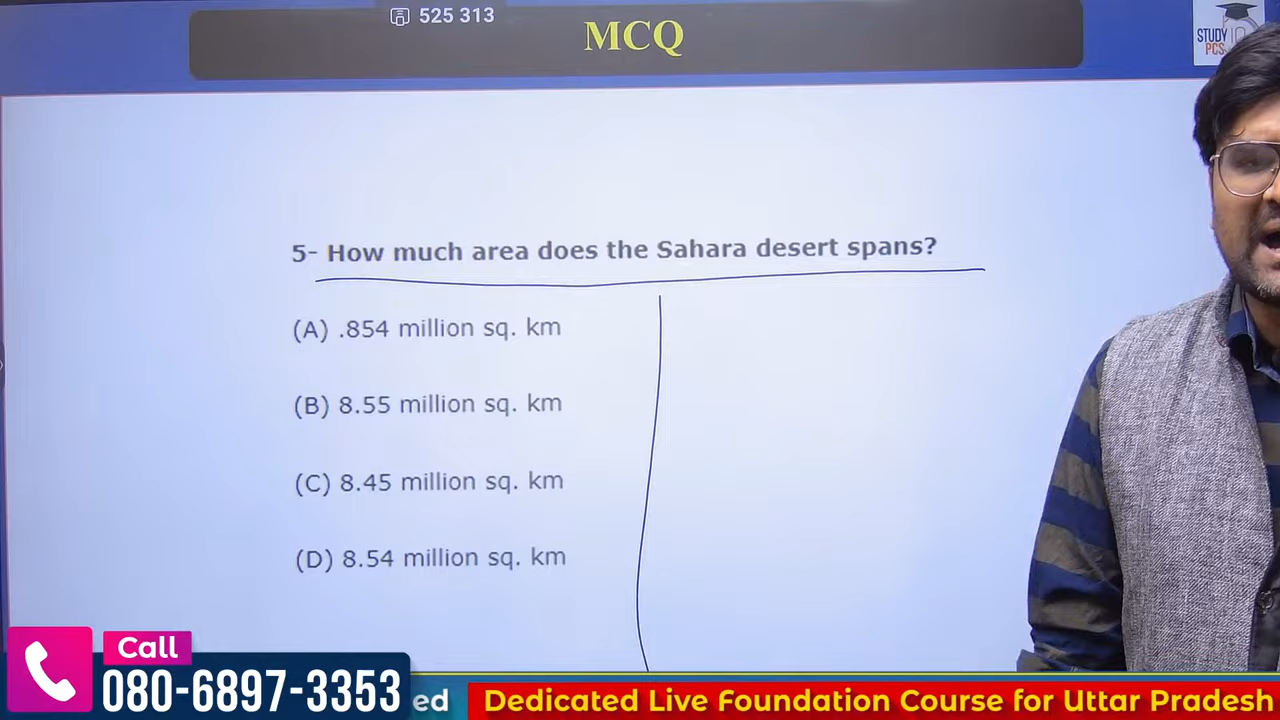 525 313
MCQ
STUDY IQ
PCS
5- How much area does the Sahara desert spans?
(A) .854 million sq. km
(B) 8.55 million sq. km
(C) 8.45 million sq. km
(D) 8.54 million sq. km
Call
080-6897-3353
ed
Dedicated Live Foundation Course for Uttar Pradesh